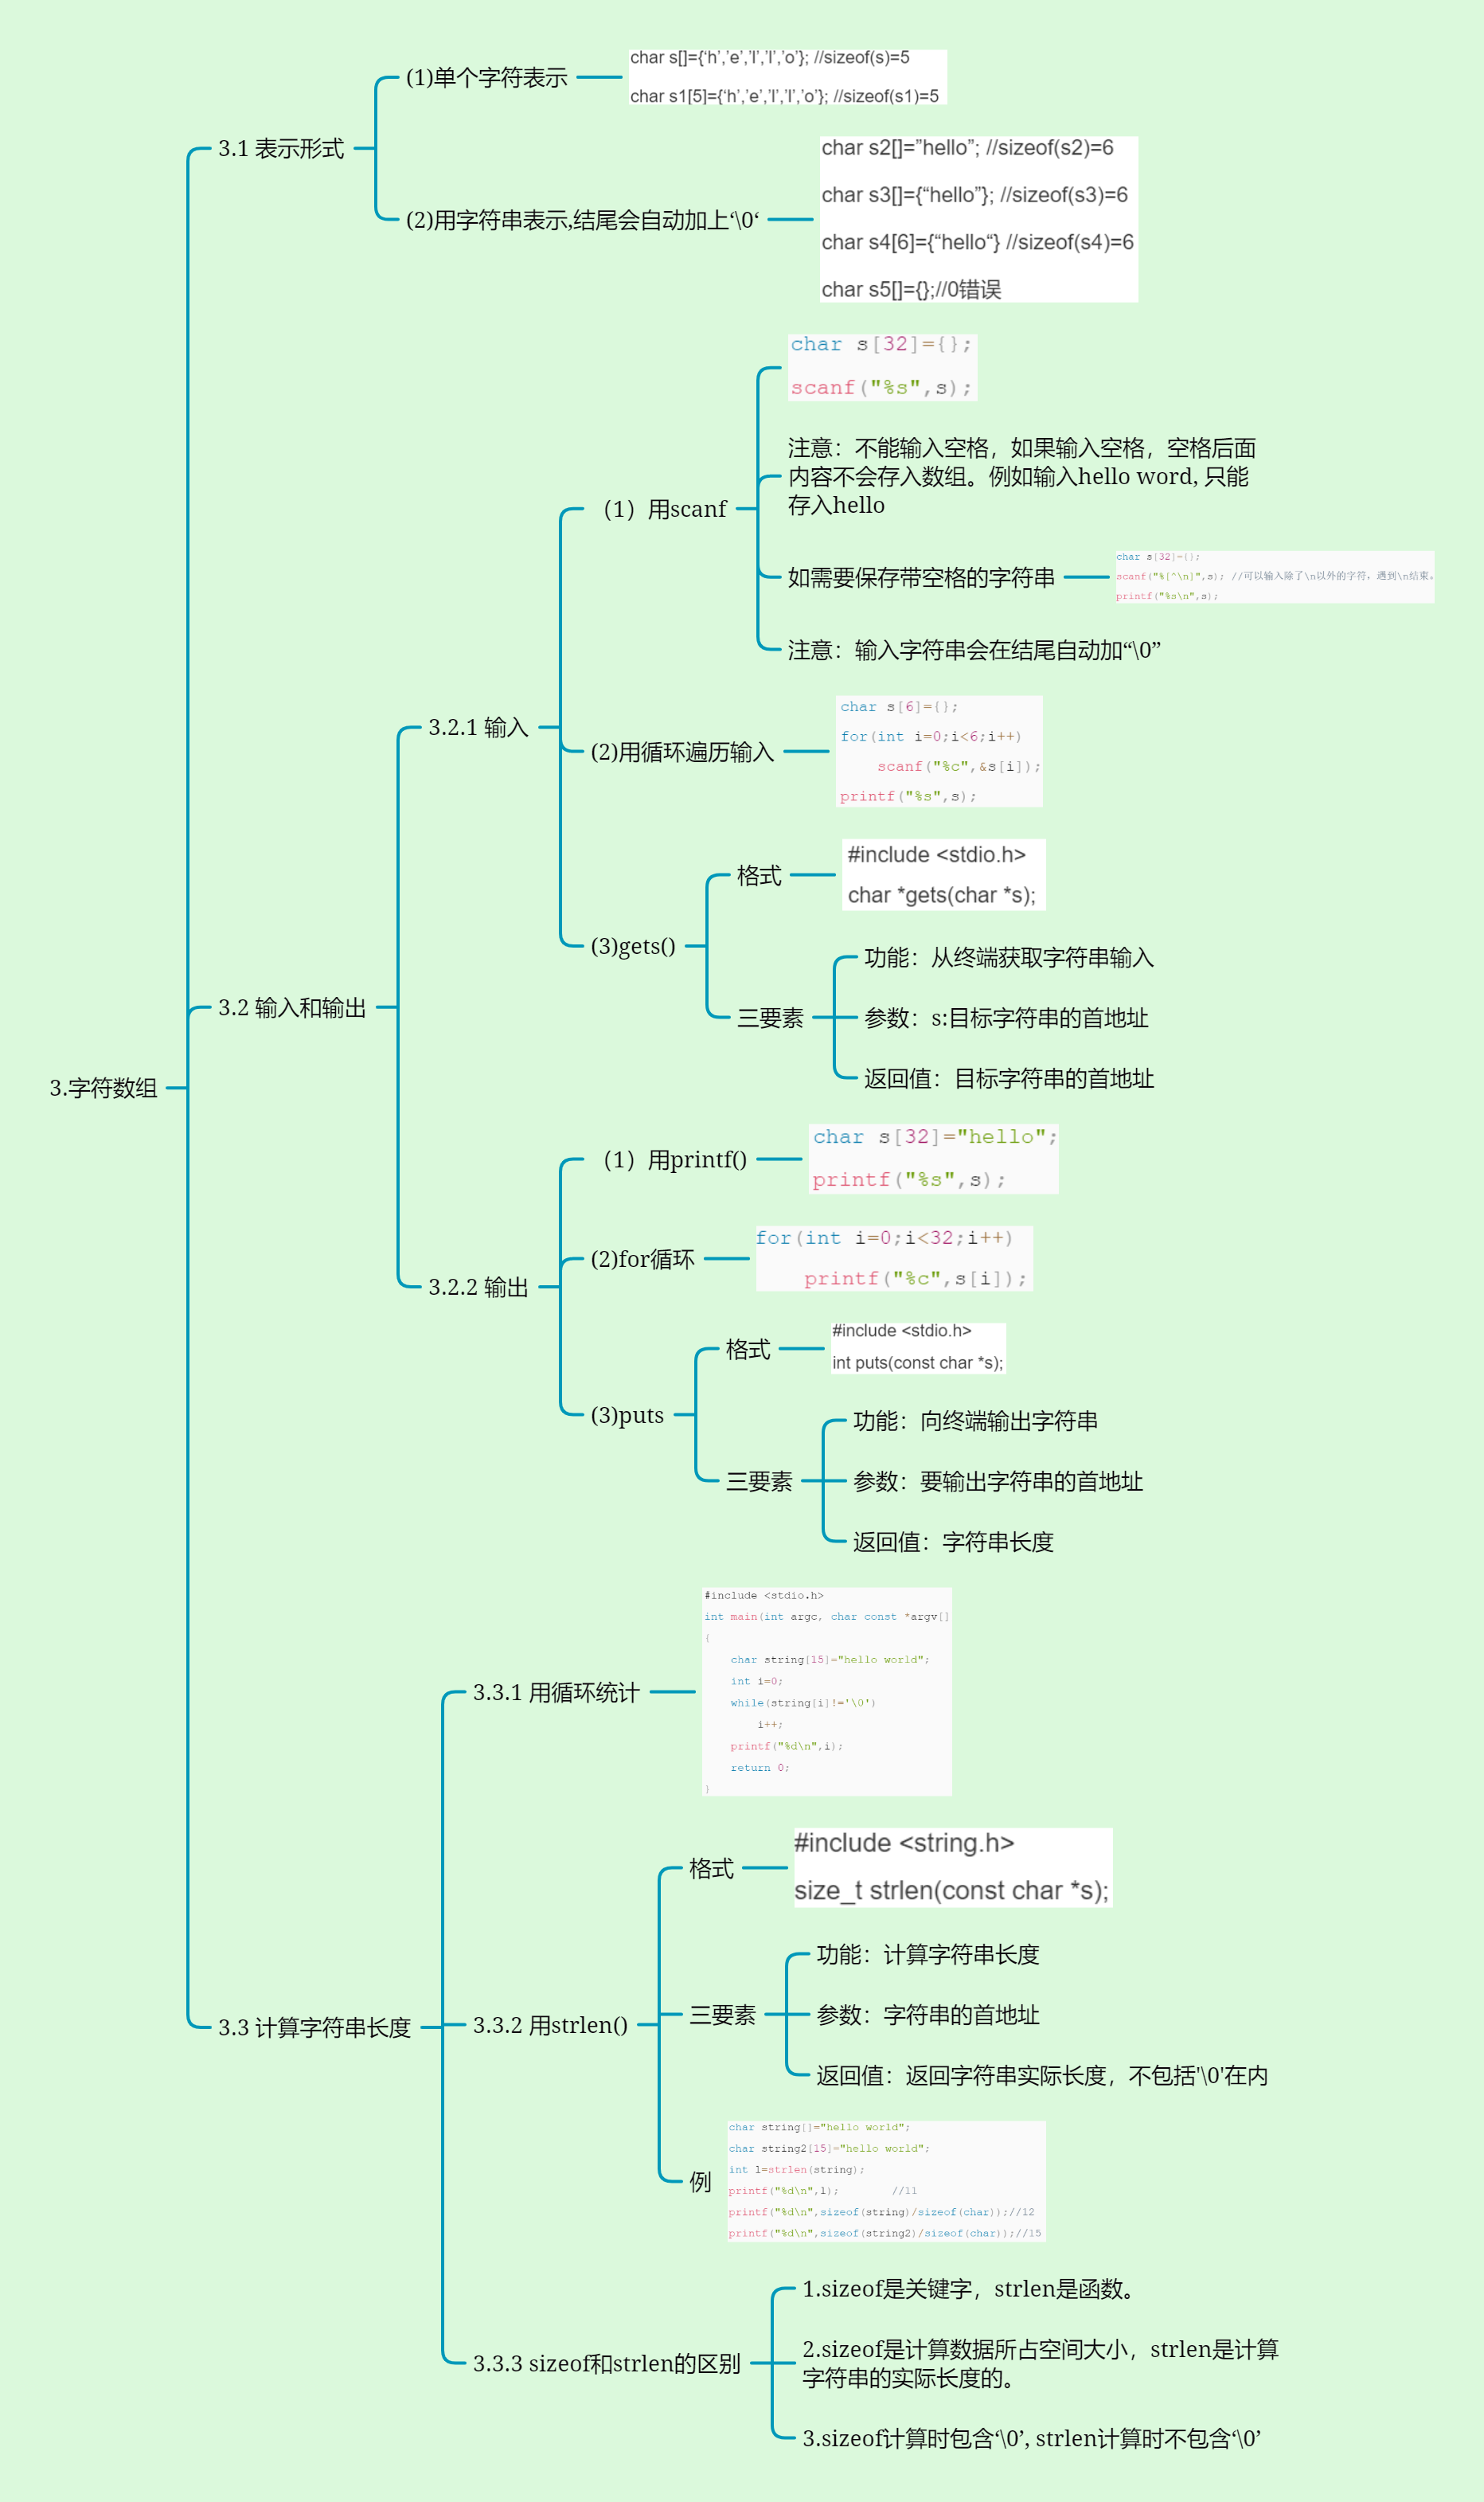 3.字符数组
3.1 表示形式
(1)单个字符表示
char s[]={‘h’,’e’,’l’,’l’,’o’}; //sizeof(s)=5
char s1[5]={‘h’,’e’,’l’,’l’,’o’}; //sizeof(s1)=5
(2)用字符串表示,结尾会自动加上‘\0‘
char s2[]=”hello”; //sizeof(s2)=6
char s3[]={“hello”}; //sizeof(s3)=6
char s4[6]={“hello“} //sizeof(s4)=6
char s5[]={};//0错误
3.2 输入和输出
3.2.1 输入
（1）用scanf
char s[32]={};
scanf("%s",s);
注意：不能输入空格，如果输入空格，空格后面
内容不会存入数组。例如输入hello word, 只能
存入hello
如需要保存带空格的字符串
char s[32]={};
scanf("%[^\n]",s); //可以输入除了\n以外的字符，遇到\n结束。
printf("%s\n",s);
注意：输入字符串会在结尾自动加“\0”
(2)用循环遍历输入
char s[6]={};
for(int i=0;i<6;i++)
scanf("%c",&s[i]);
printf("%s",s);
(3)gets()
格式
#include <stdio.h>
char *gets(char *s);
三要素
功能：从终端获取字符串输入
参数：s:目标字符串的首地址
返回值：目标字符串的首地址
3.2.2 输出
（1）用printf()
char s[32]="hello";
printf("%s",s);
(2)for循环
for(int i=0;i<32;i++)
printf("%c",s[i]);
(3)puts
格式
#include <stdio.h>
int puts(const char *s);
三要素
功能：向终端输出字符串
参数：要输出字符串的首地址
返回值：字符串长度
3.3 计算字符串长度
3.3.1 用循环统计
#include <stdio.h>
int main(int argc, char const *argv[]
{
char string[15]="hello world";
int i=0;
while(string[i]!='\0')
i++;
printf("%d\n",i);
return 0;
}
3.3.2 用strlen()
格式
#include <string.h>
size_t strlen(const char *s);
三要素
功能：计算字符串长度
参数：字符串的首地址
返回值：返回字符串实际长度，不包括'\0'在内
例
char string[]="hello world";
char string2[15]="hello world";
int l=strlen(string);
printf("%d\n",l); //11
printf("%d\n",sizeof(string)/sizeof(char));//12
printf("%d\n",sizeof(string2)/sizeof(char));//15
3.3.3 sizeof和strlen的区别
1.sizeof是关键字，strlen是函数。
2.sizeof是计算数据所占空间大小，strlen是计算
字符串的实际长度的。
3.sizeof计算时包含‘\0’, strlen计算时不包含‘\0’